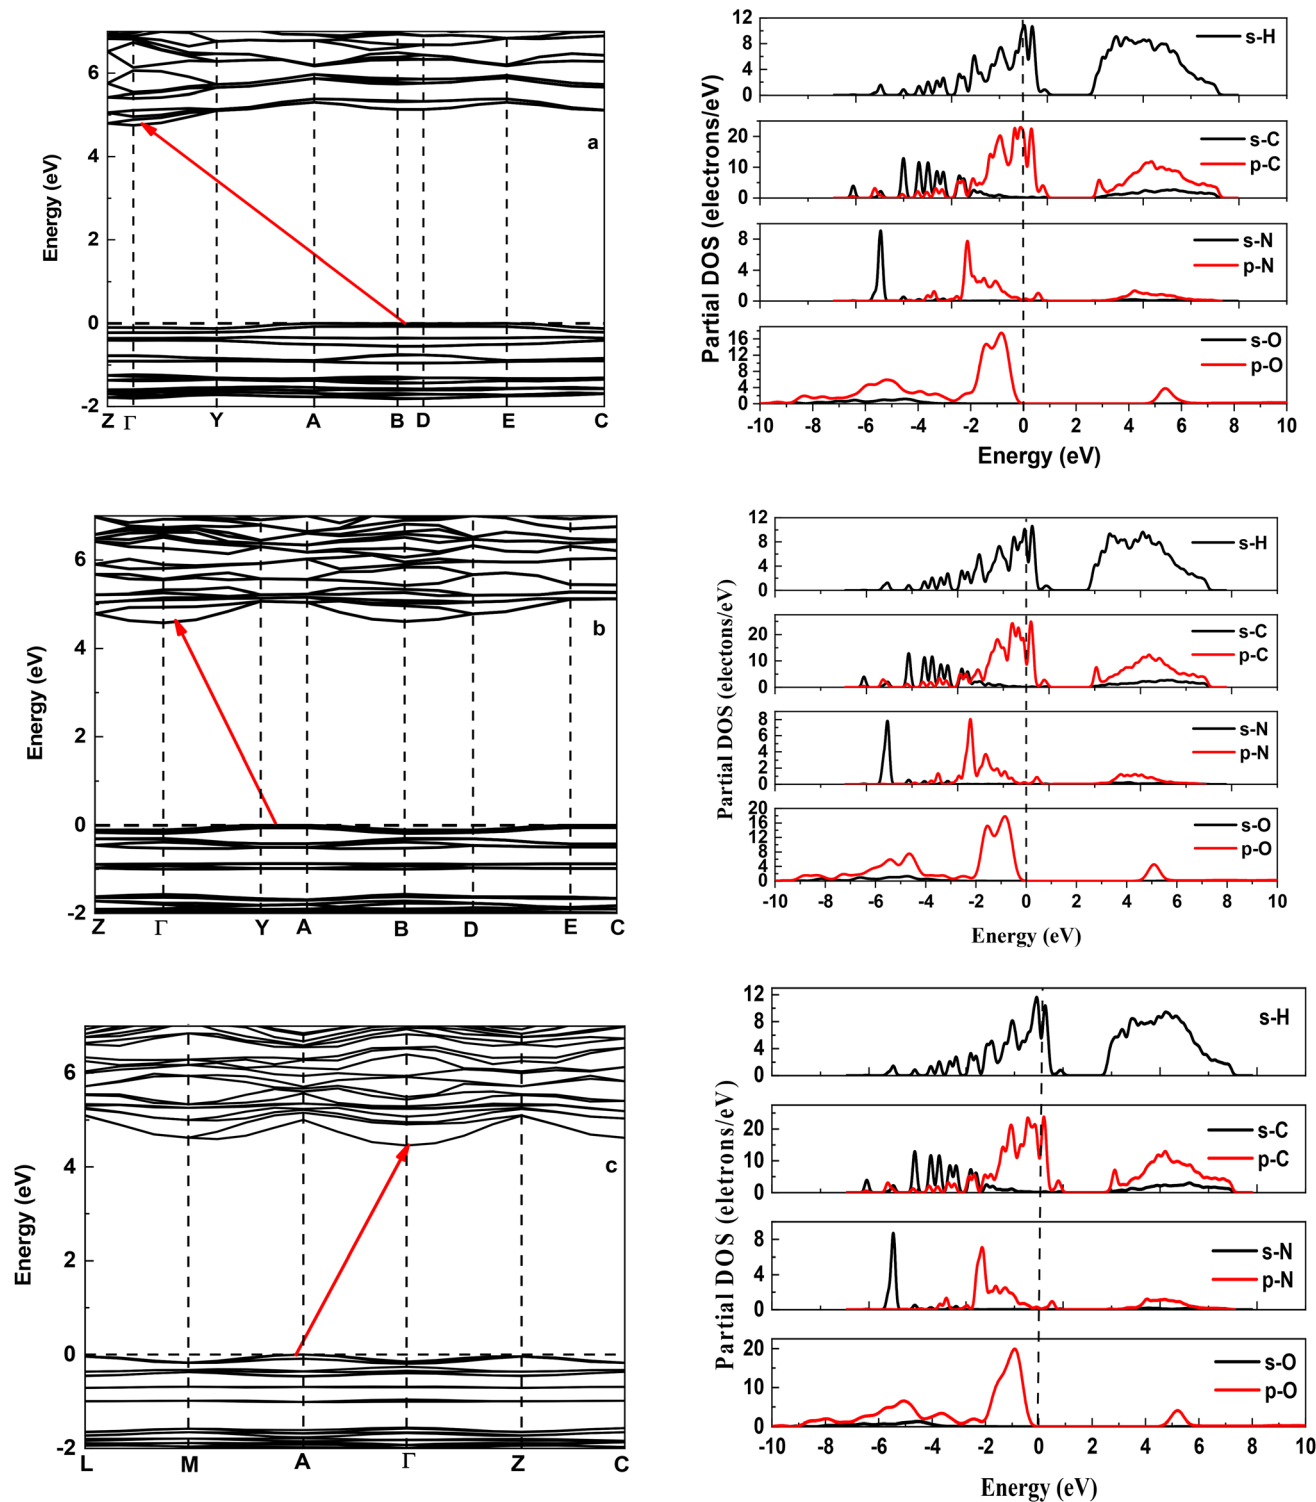 6
4
2
0
-2
Energy (eV)
a
Z Γ Y A B D E C
12
8
4
0
s-H
20
10
0
s-C
p-C
8
4
0
s-N
p-N
16
12
8
4
0
s-O
p-O
Partial DOS (electrons/eV)
-10 -8 -6 -4 -2 0 2 4 6 8 10
Energy (eV)
6
4
2
0
-2
Energy (eV)
b
Z Γ Y A B D E C
12
8
4
0
s-H
20
10
0
s-C
p-C
8
6
4
2
0
s-N
p-N
20
16
12
8
4
0
s-O
p-O
Partial DOS (electons/eV)
-10 -8 -6 -4 -2 0 2 4 6 8 10
Energy (eV)
6
4
2
0
-2
Energy (eV)
c
L M A Γ Z C
12
8
4
0
s-H
20
10
0
s-C
p-C
8
4
0
s-N
p-N
20
10
0
s-O
p-O
Partial DOS (eletrons/eV)
-10 -8 -6 -4 -2 0 2 4 6 8 10
Energy (eV)